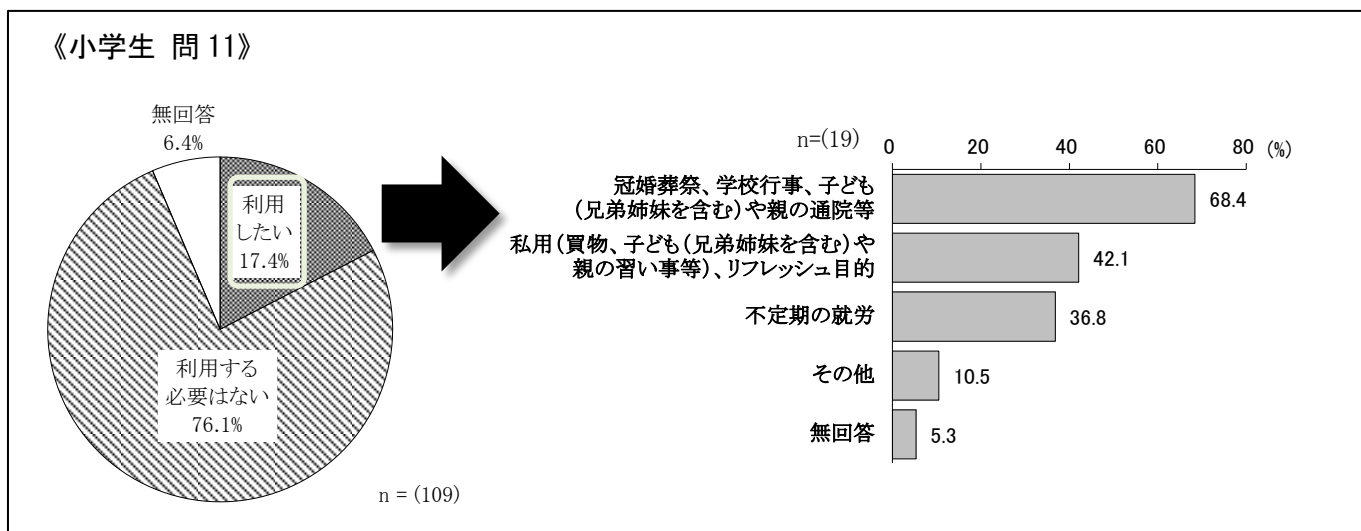 《小学生 問 11》
無回答
6.4%
利用
したい
17.4%
利用する
必要はない
76.1%
n = (109)
n=(19)
0 20 40 60 80 (%)
冠婚葬祭、学校行事、子ども
(兄弟姉妹を含む)や親の通院等
68.4
私用(買物、子ども(兄弟姉妹を含む)や
親の習い事等)、リフレッシュ目的
42.1
不定期の就労
36.8
その他
10.5
無回答
5.3